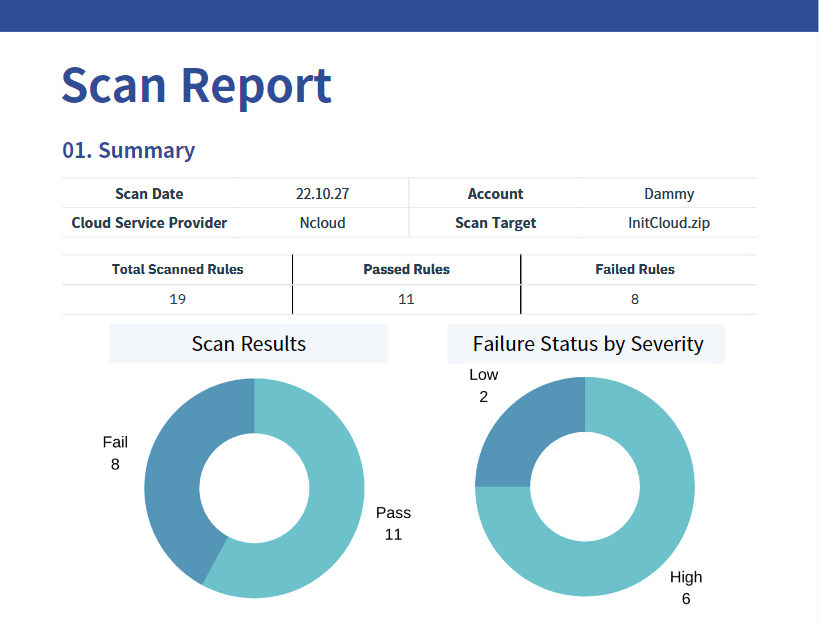 Scan Report
01. Summary
Scan Date 22.10.27 Account Dammy
Cloud Service Provider Ncloud Scan Target InitCloud.zip
Total Scanned Rules Passed Rules Failed Rules
19 11 8
Scan Results
Fail
8
Pass
11
Failure Status by Severity
Low
2
High
6